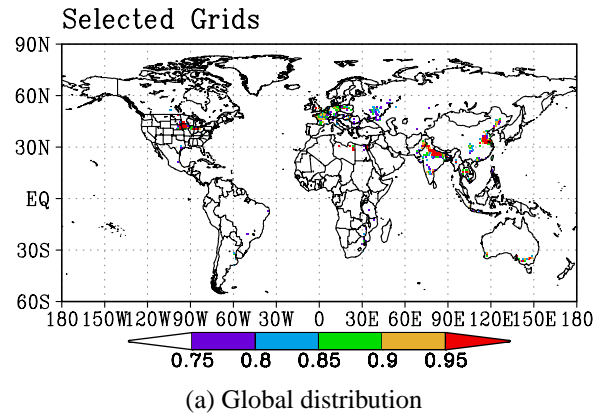 Selected Grids
90N
60N
30N
EQ
30S
60S
180 150W 120W 90W 60W 30W 0 30E 60E 90E 120E 150E 180
0.75 0.8 0.85 0.9 0.95
(a) Global distribution